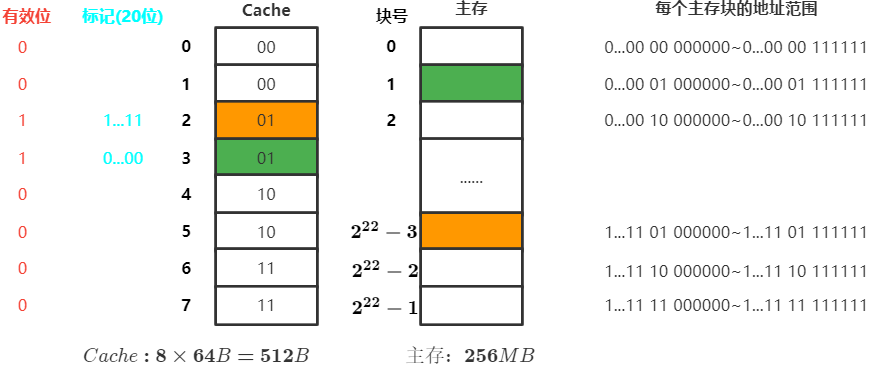 有效位 标记(20位) Cache 块号 主存 每个主存块的地址范围
0 0 00 0 0...00 00 000000~0...00 00 111111
0 1 00 1 0...00 01 000000~0...00 01 111111
1 1...11 2 01 2 0...00 10 000000~0...00 10 111111
1 0...00 3 01 ......
0 4 10
0 5 10 2^22 − 3 1...11 01 000000~1...11 01 111111
0 6 11 2^22 − 2 1...11 10 000000~1...11 10 111111
0 7 11 2^22 − 1 1...11 11 000000~1...11 11 111111
Cache : 8 × 64B = 512B 主存：256MB